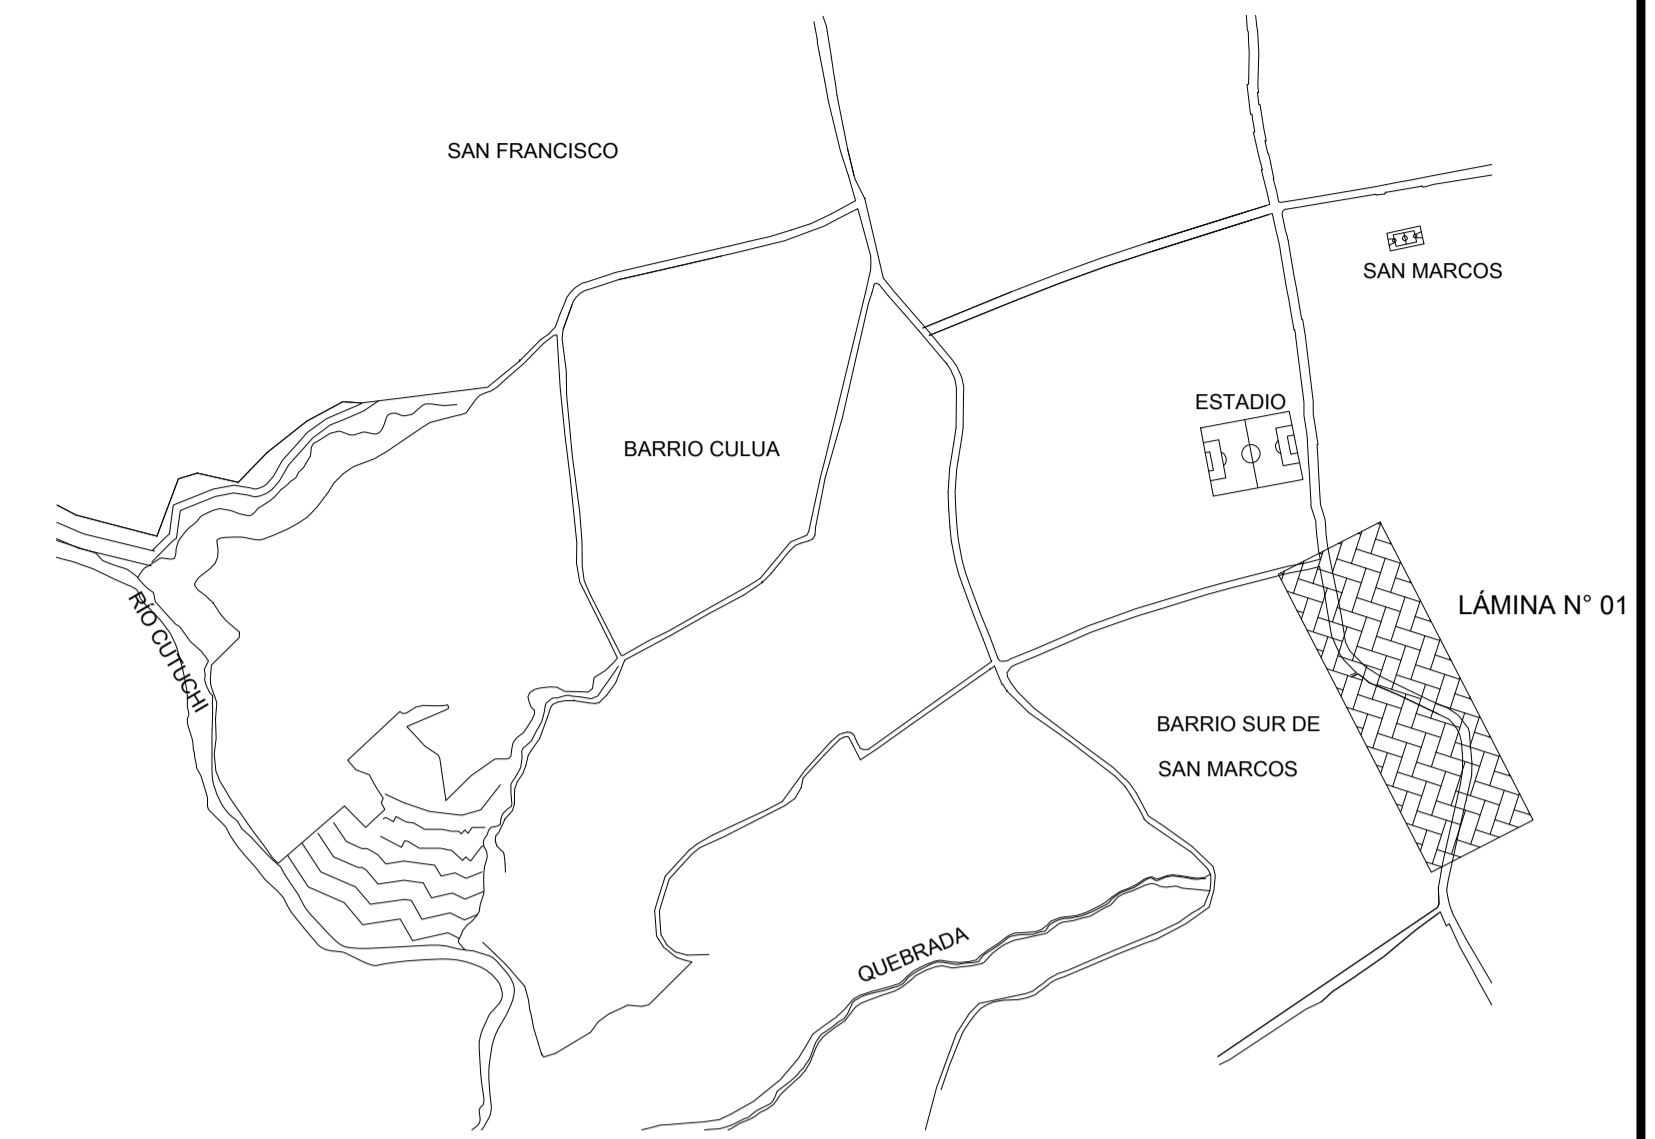 SAN FRANCISCO
SAN MARCOS
ESTADIO
BARRIO CULUA
LÁMINA N° 01
RÍO CUTUCHI
BARRIO SUR DE
SAN MARCOS
QUEBRADA